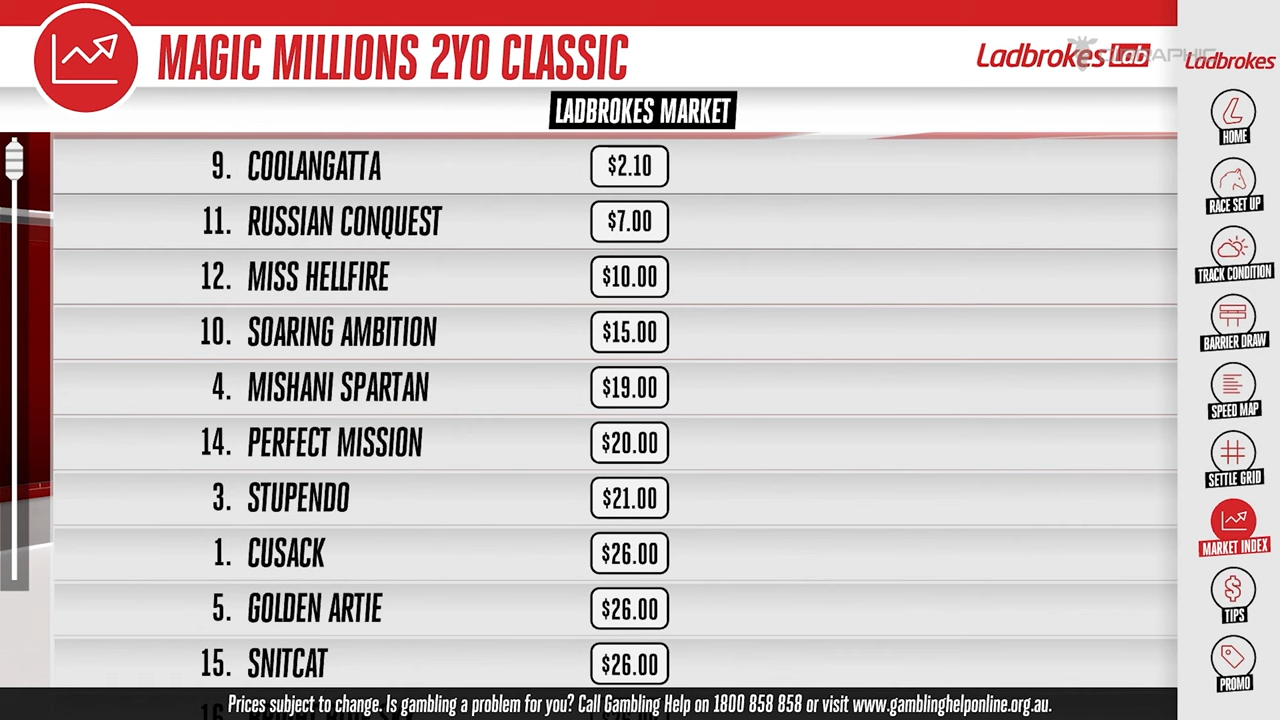 MAGIC MILLIONS 2YO CLASSIC
Ladbrokes Lab
Ladbrokes
LADBROKES MARKET
9. COOLANGATTA $2.10
11. RUSSIAN CONQUEST $7.00
12. MISS HELLFIRE $10.00
10. SOARING AMBITION $15.00
4. MISHANI SPARTAN $19.00
14. PERFECT MISSION $20.00
3. STUPENDO $21.00
1. CUSACK $26.00
5. GOLDEN ARTIE $26.00
15. SNITCAT $26.00
HOME
RACE SET UP
TRACK CONDITION
BARRIER DRAW
SPEED MAP
SETTLE GRID
MARKET INDEX
TIPS
PROMO
Prices subject to change. Is gambling a problem for you? Call Gambling Help on 1800 858 858 or visit www.gamblinghelponline.org.au.